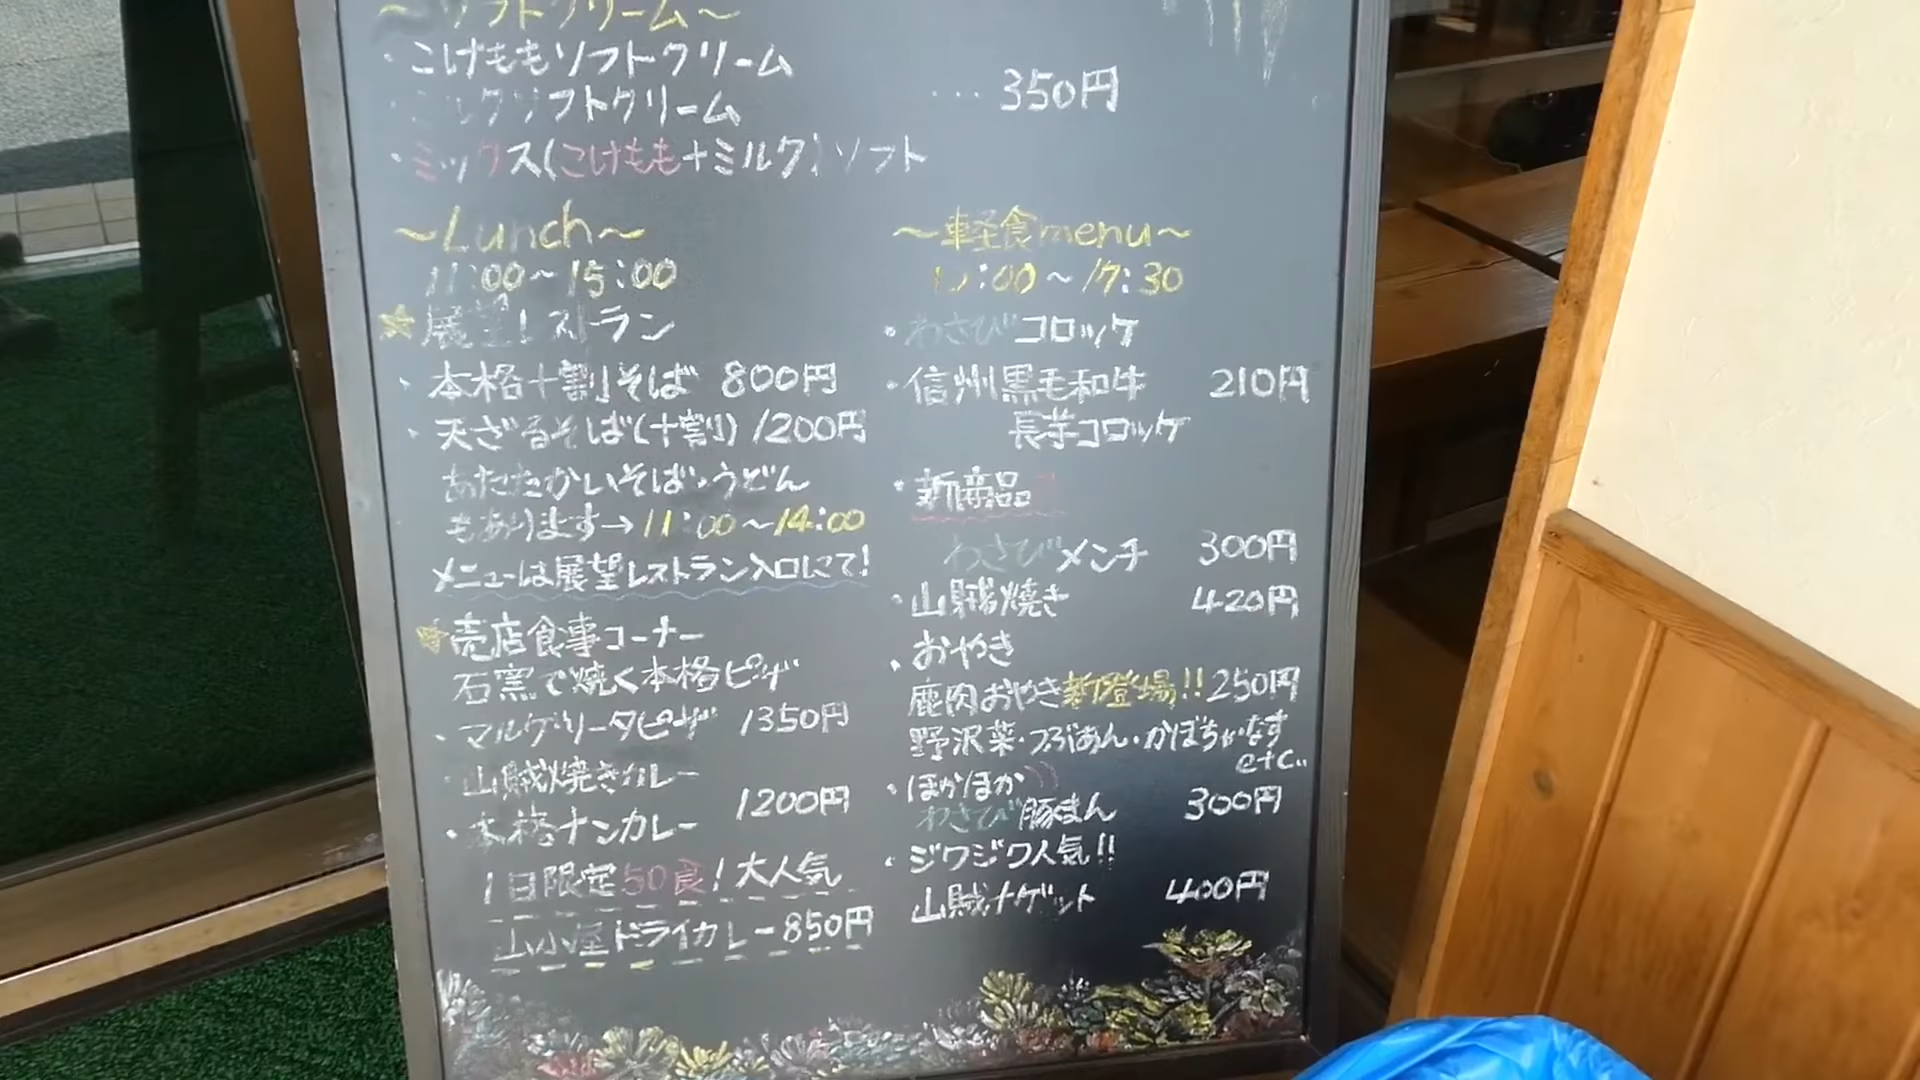 ～ソフトクリーム～
・こけももソフトクリーム
ミルクソフトクリーム
… 350円
・ミックス(こけもも+ミルク)ソフト
～Lunch～
11:00～15:00
☆展望レストラン
・本格十割そば 800円
・天ざるそば(十割) 1200円
あたたかいそば・うどん
もあります→11:00～14:00
メニューは展望レストラン入口にて!
☆売店食事コーナー
石窯で焼く本格ピザ
・マルゲリータピザ 1350円
・山賊焼きカレー
・本格ナンカレー 1200円
1日限定50食!大人気
山小屋ドライカレー 850円
～軽食menu～
:00～17:30
・わさびコロッケ
・信州黒毛和牛 210円
長芋コロッケ
・新商品
わさびメンチ 300円
・山賊焼き 420円
・おやき
鹿肉おやき新登場!! 250円
野沢菜・つぶあん・かぼちゃ・なす
etc..
・ほかほか
わさび豚まん 300円
・ジワジワ人気!!
山賊ナゲット 400円